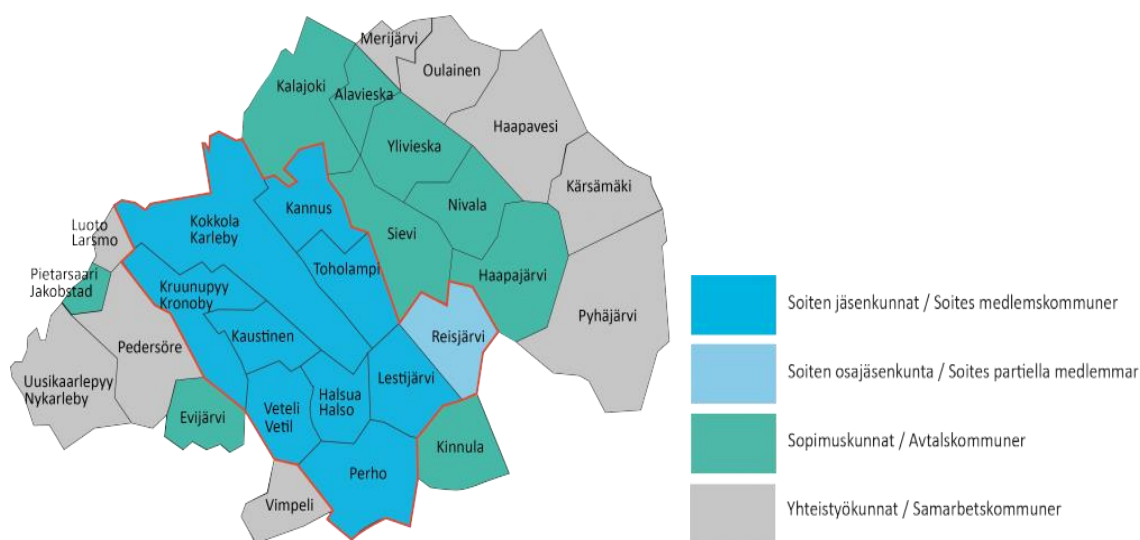 Merijärvi
Oulainen
Kalajoki
Alavieska
Haapavesi
Ylivieska
Kärsämäki
Kannus
Nivala
Luoto
Larsmo
Kokkola
Karleby
Sievi
Toholampi
Haapajärvi
Pietarsaari
Jakobstad
Kruunupyy
Kronoby
Pyhäjärvi
Kaustinen
Reisjärvi
Pedersöre
Lestijärvi
Uusikaarlepyy
Nykarleby
Halsua
Halso
Veteli
Vetil
Evijärvi
Kinnula
Perho
Vimpeli
Soiten jäsenkunnat / Soites medlemskommuner
Soiten osajäsenkunta / Soites partiella medlemmar
Sopimuskunnat / Avtalskommuner
Yhteistyökunnat / Samarbetskommuner